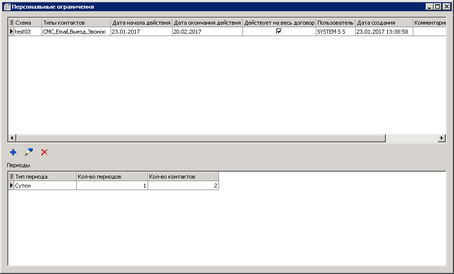 Персональные ограничения
Схема Типы контактов Дата начала действия Дата окончания действия Действует на весь договор Пользователь Дата создания Комментари
test03 СМС,Email,Выезд,Звонок 23.01.2017 20.02.2017 SYSTEM S S 23.01.2017 13:38:58
Периоды
Тип периода Кол-во периодов Кол-во контактов
Сутки 1 2